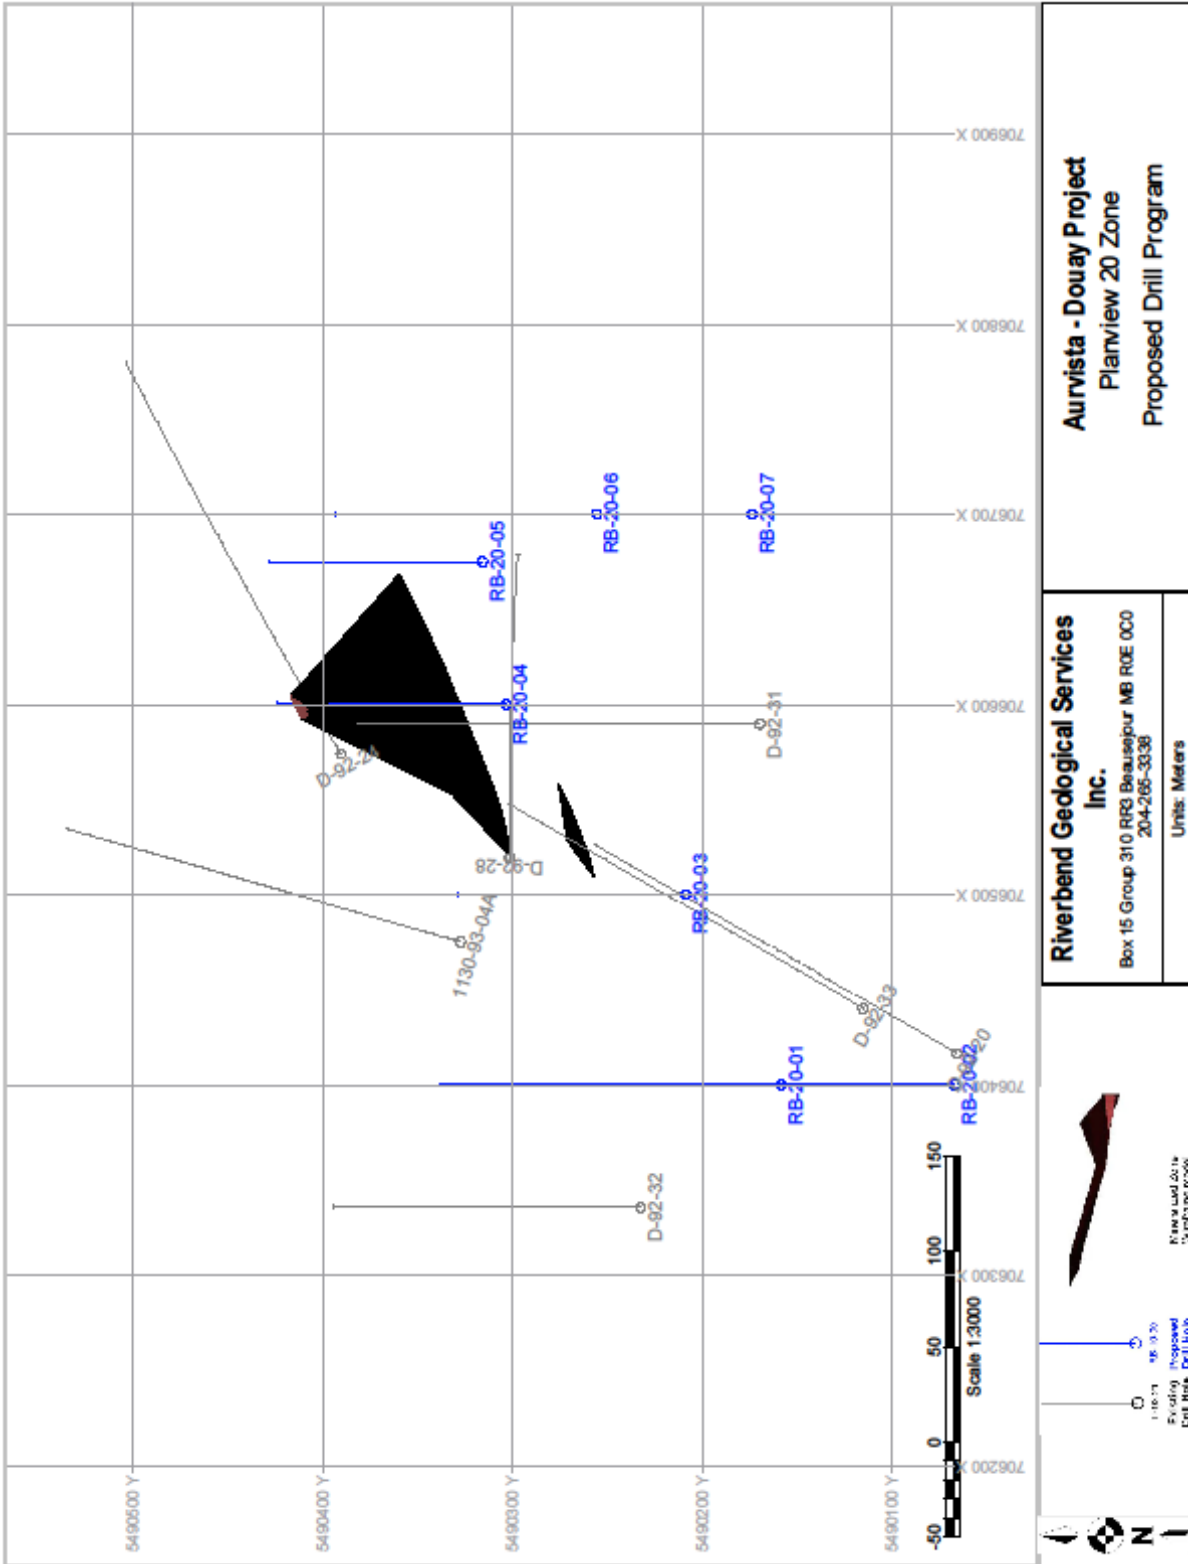 5490500 Y
5490400 Y
5490300 Y
5490200 Y
5490100 Y
706900 X
706800 X
706700 X
706600 X
706500 X
706400 X
706300 X
706200 X
RB-20-05
RB-20-06
RB-20-07
RB-20-04
D-92-31
D-92-24
D-92-28
RB-20-03
1130-93-04A
D-92-33
RB-20-01
RB-20-02
D-92-32
-50 0 50 100 150
Scale 1:3000
Aurvista - Douay Project
Planview 20 Zone
Proposed Drill Program
Riverbend Geological Services
Inc.
Box 15 Group 310 RR3 Beausejour MB R0E 0C0
204-265-3338
Units: Meters
Existing
Drill Hole
Proposed
Drill Hole
N